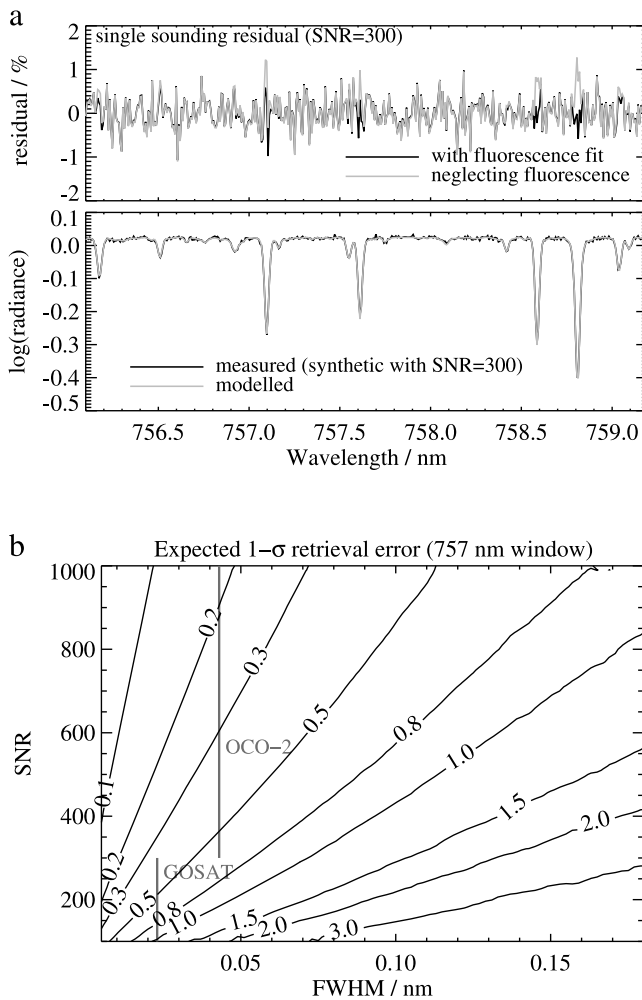 a
single sounding residual (SNR=300)
residual / %
2
1
0
-1
-2
with fluorescence fit
neglecting fluorescence
log(radiance)
0.1
0.0
-0.1
-0.2
-0.3
-0.4
-0.5
measured (synthetic with SNR=300)
modelled
756.5 757.0 757.5 758.0 758.5 759.0
Wavelength / nm
b
Expected 1-σ retrieval error (757 nm window)
SNR
1000
800
600
400
200
0.1
0.2
0.2
0.3
0.3
0.5
0.5
0.8
0.8
1.0
1.0
1.5
1.5
2.0
2.0
3.0
OCO-2
GOSAT
0.05 0.10 0.15
FWHM / nm